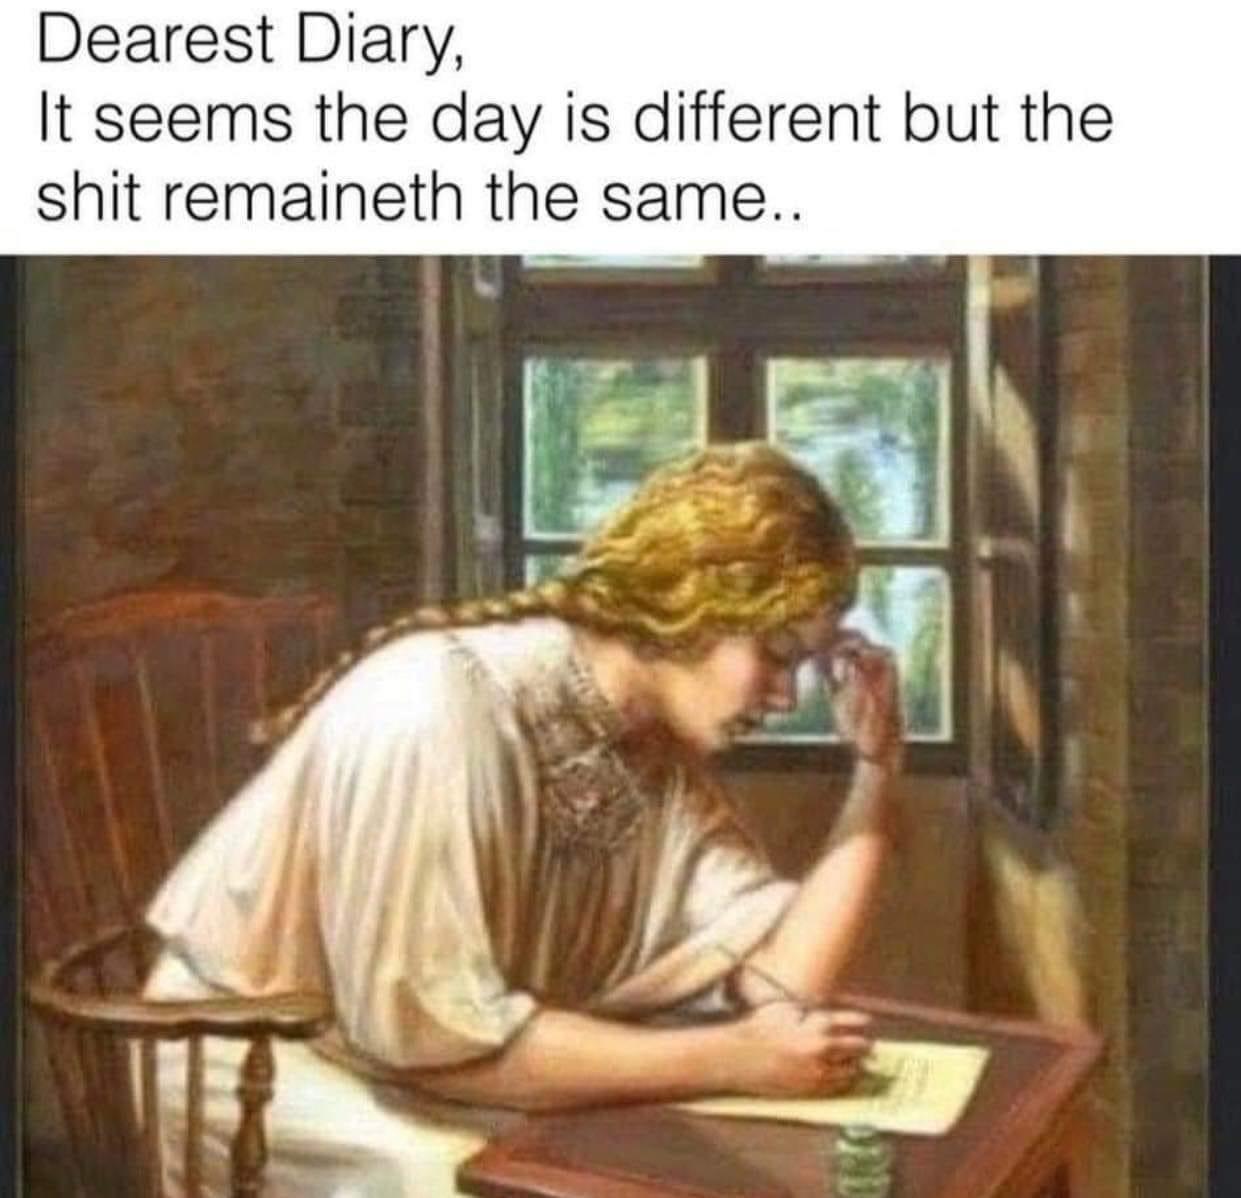 Dearest Diary,
It seems the day is different but the
shit remaineth the same..